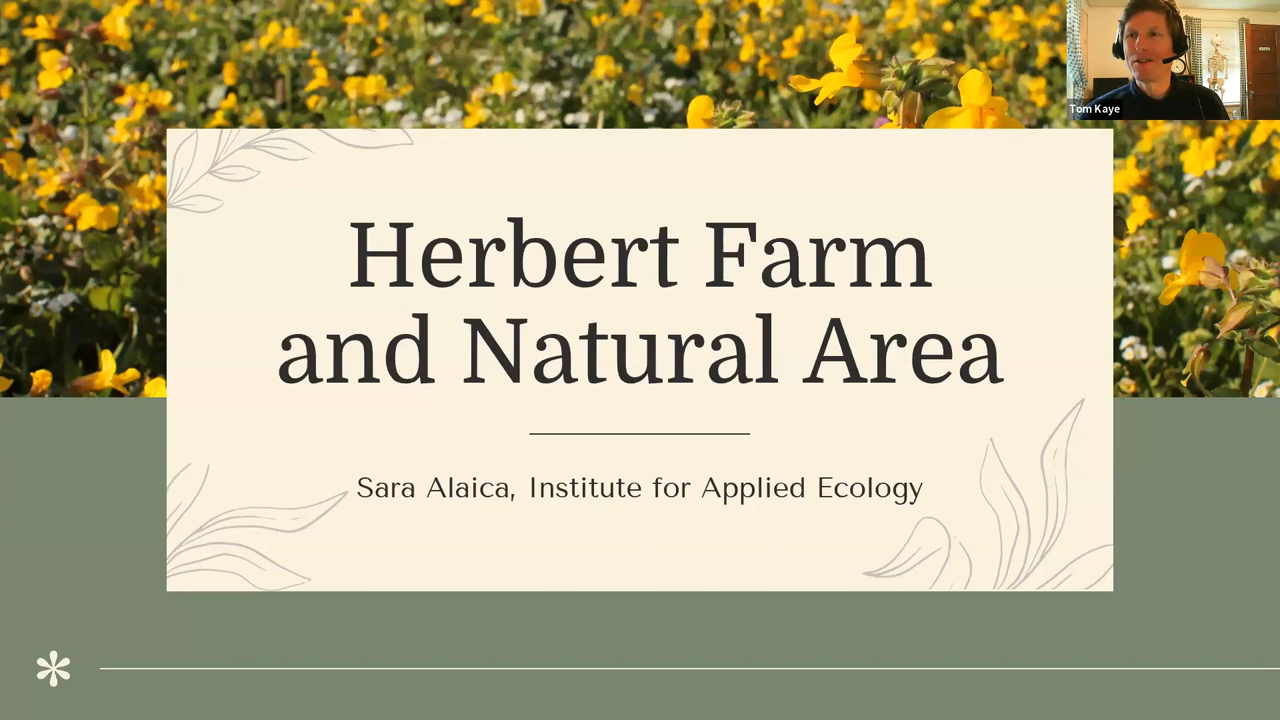 Tom Kaye
Herbert Farm
and Natural Area
Sara Alaica, Institute for Applied Ecology